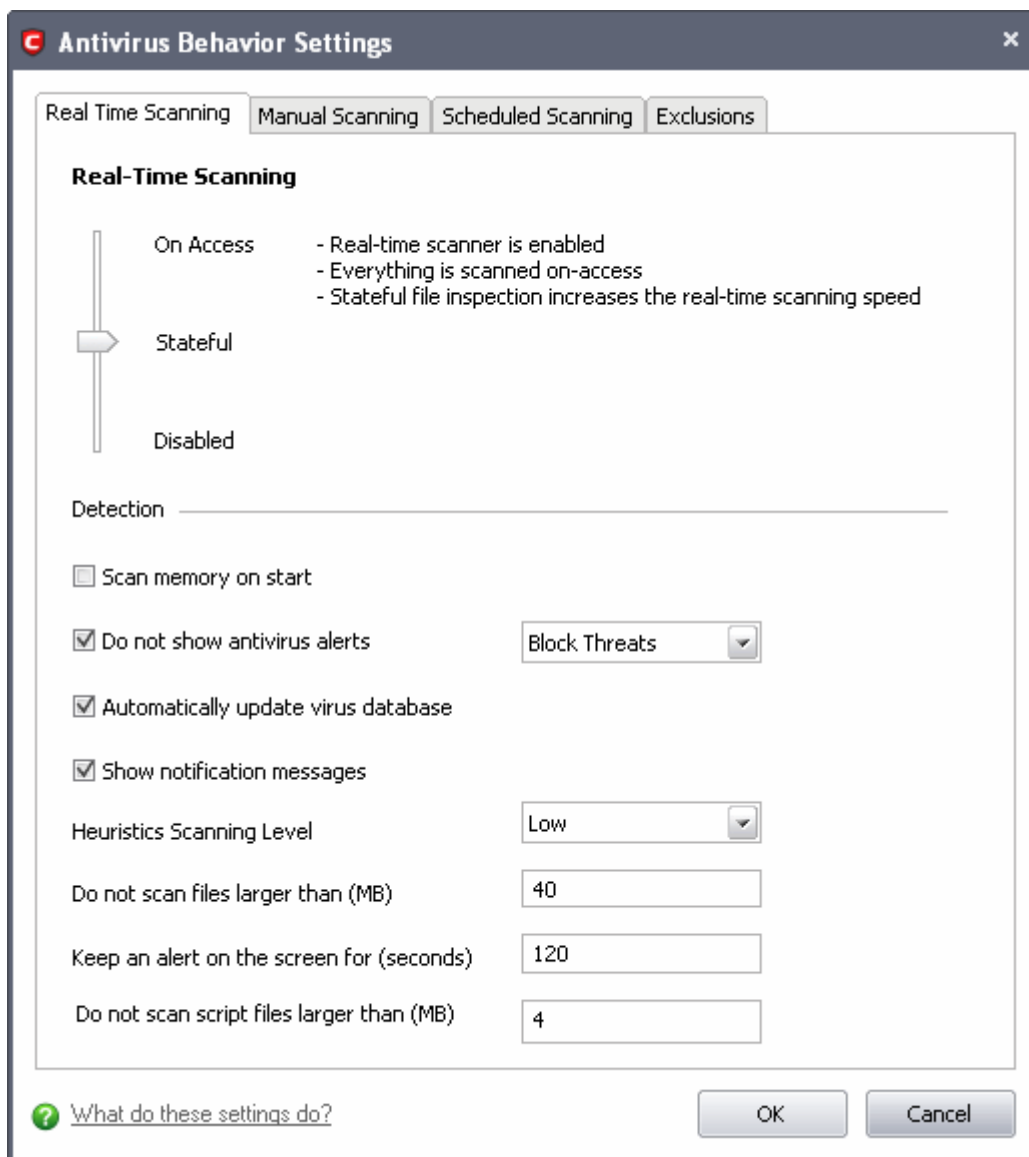 Antivirus Behavior Settings
Real Time Scanning
Manual Scanning
Scheduled Scanning
Exclusions
Real-Time Scanning
On Access
- Real-time scanner is enabled
- Everything is scanned on-access
- Stateful file inspection increases the real-time scanning speed
Stateful
Disabled
Detection
Scan memory on start
Do not show antivirus alerts
Block Threats
Automatically update virus database
Show notification messages
Heuristics Scanning Level
Low
Do not scan files larger than (MB)
40
Keep an alert on the screen for (seconds)
120
Do not scan script files larger than (MB)
4
What do these settings do?
OK
Cancel